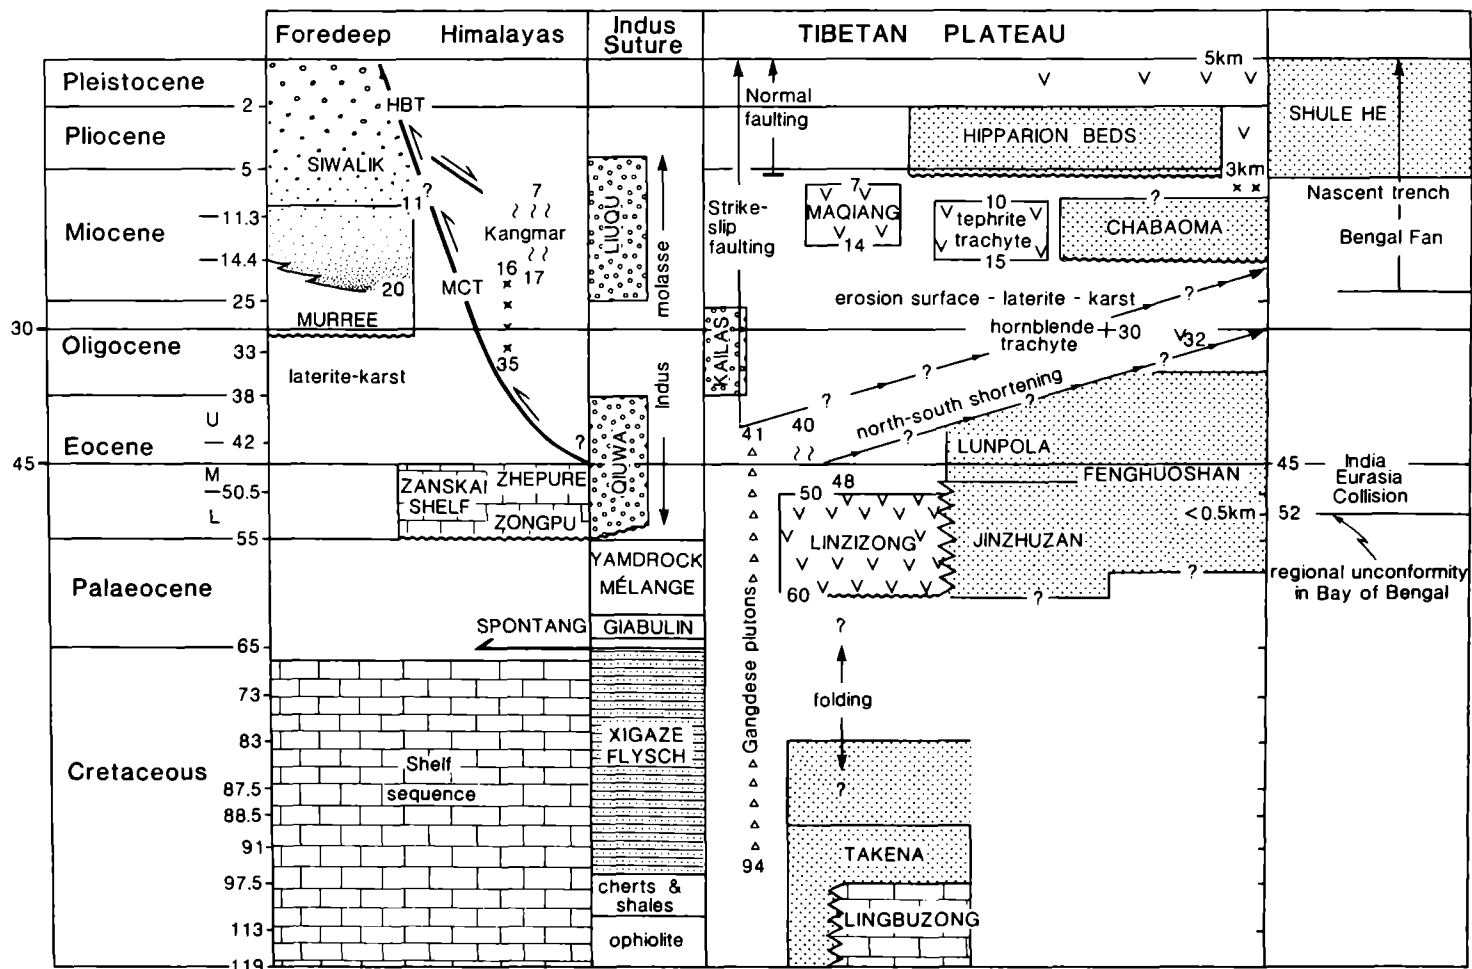 Foredeep Himalayas
Indus
Suture
TIBETAN PLATEAU
Pleistocene
2
Pliocene
5
Miocene
11.3
14.4
25
30
Oligocene
33
38
U
42
Eocene
45
M
50.5
L
55
Palaeocene
65
73
83
Cretaceous
87.5
88.5
91
97.5
113
119
HBT
SIWALIK
?
11
20
MURREE
laterite-karst
7
Kangmar
16
17
MCT
35
?
ZANSKAI
SHELF
ZHEPURE
ZONGPU
SPONTANG
Shelf
sequence
LIUQU
molasse
Indus
QIUWA
YAMDROCK
MÉLANGE
GIABULIN
XIGAZE
FLYSCH
cherts &
shales
ophiolite
5km
Normal
faulting
HIPPARION BEDS
3km
Strike-
slip
faulting
7
MAQIANG
14
10
tephrite
trachyte
15
?
CHABAOMA
erosion surface - laterite - karst
?
KAILAS
hornblende
trachyte
+30
32
?
?
north-south shortening
?
?
41
40
LUNPOLA
FENGHUOSHAN
50
48
<0.5km
LINZIZONG
JINZHUZAN
60
?
?
?
folding
?
Gangdese plutons
94
TAKENA
LINGBUZONG
SHULE HE
Nascent trench
Bengal Fan
45
India
Eurasia
Collision
52
regional unconformity
in Bay of Bengal